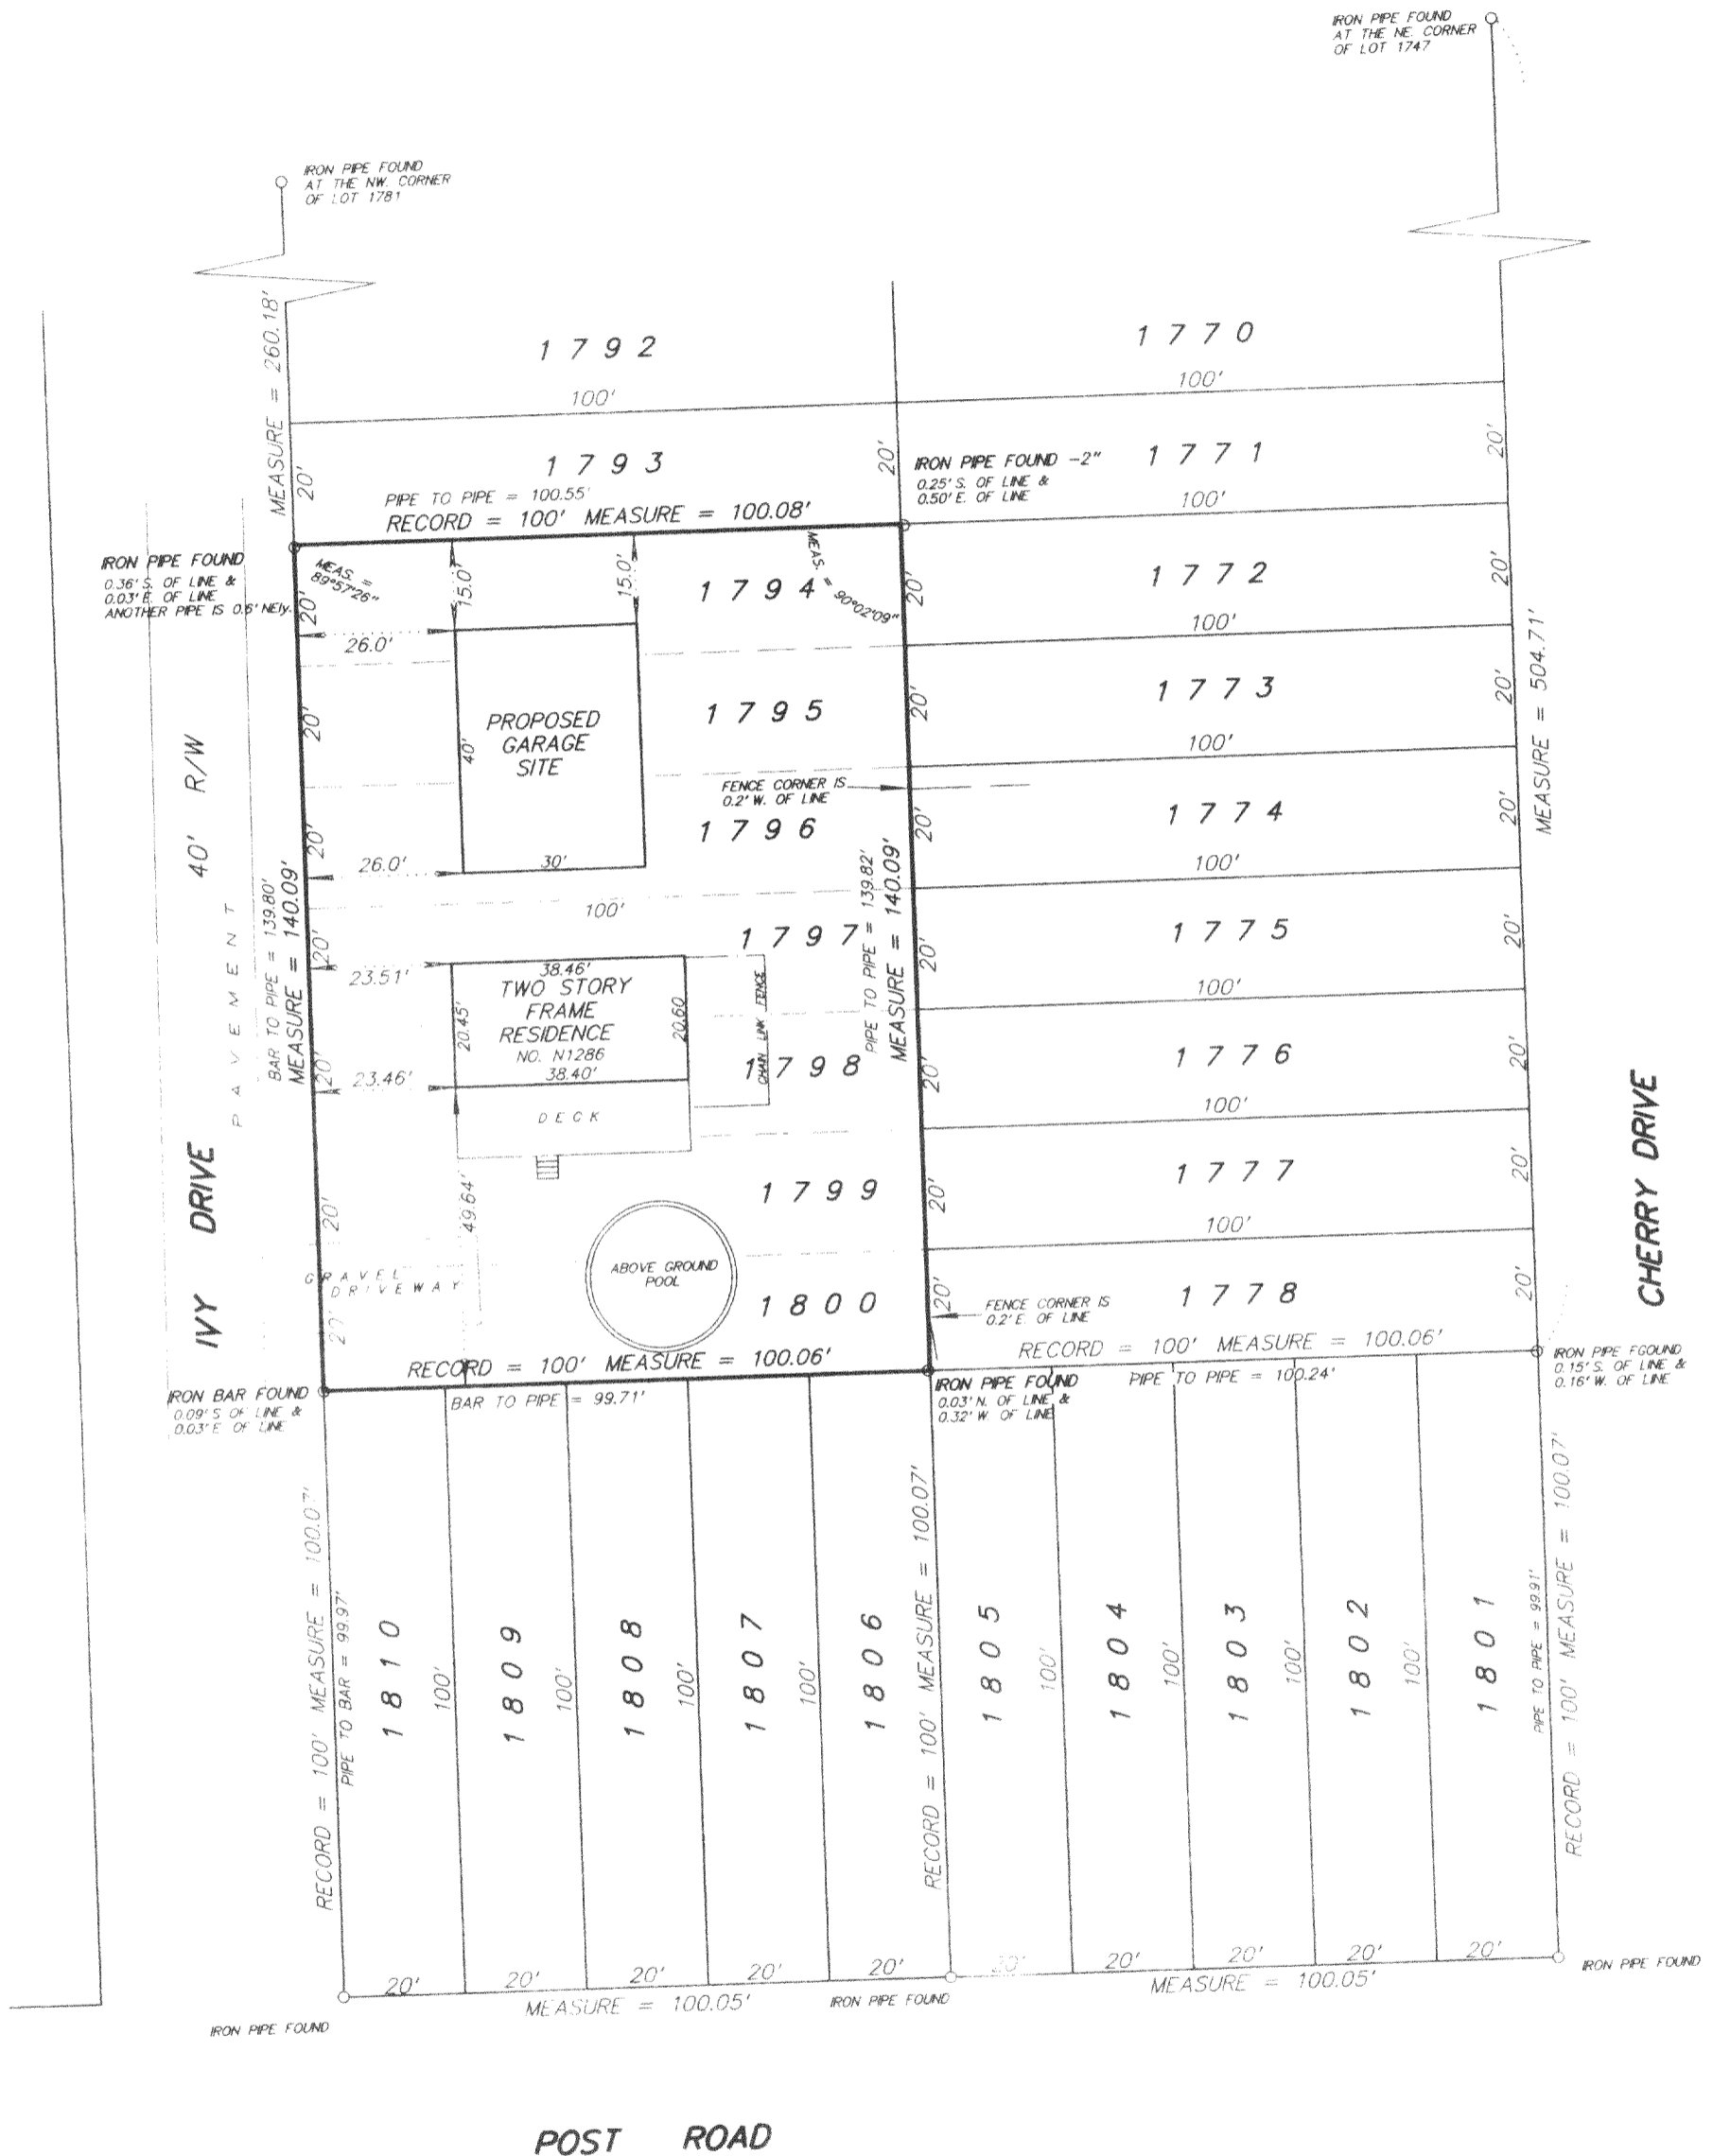 IRON PIPE FOUND
AT THE NE. CORNER
OF LOT 1747
IRON PIPE FOUND
AT THE NW. CORNER
OF LOT 1781
MEASURE = 260.18'
1792
100'
1770
100'
20'
1793
20'
PIPE TO PIPE = 100.55'
RECORD = 100' MEASURE = 100.08'
IRON PIPE FOUND -2"
0.25' S. OF LINE &
0.50' E. OF LINE
1771
20'
100'
IRON PIPE FOUND
0.36' S. OF LINE &
0.03' E. OF LINE
ANOTHER PIPE IS 0.6' NEly.
MEAS. =
89°57'26"
MEAS. = 90°02'09"
15.0'
15.0'
1794
20'
20'
1772
20'
100'
26.0'
PROPOSED
GARAGE
SITE
40'
30'
26.0'
1795
20'
20'
1773
20'
100'
MEASURE = 504.71'
FENCE CORNER IS
0.2' W. OF LINE
1796
20'
20'
1774
20'
100'
40' R/W
PAVEMENT
BAR TO PIPE = 139.80'
MEASURE = 140.09'
PIPE TO PIPE = 139.82'
MEASURE = 140.09'
100'
1797
20'
20'
1775
20'
100'
23.51'
38.46'
TWO STORY
FRAME
RESIDENCE
NO. N1286
38.40'
20.45'
20.60
23.46'
CHAIN LINK FENCE
1798
20'
20'
1776
20'
100'
DECK
49.64'
1799
20'
20'
1777
20'
100'
IVY DRIVE
CHERRY DRIVE
GRAVEL
DRIVEWAY
ABOVE GROUND
POOL
1800
20'
20'
FENCE CORNER IS
0.2' E. OF LINE
1778
20'
RECORD = 100' MEASURE = 100.06'
RECORD = 100' MEASURE = 100.06'
IRON BAR FOUND
0.09' S OF LINE &
0.03' E OF LINE
BAR TO PIPE = 99.71'
IRON PIPE FOUND
0.03' N. OF LINE &
0.32' W. OF LINE
PIPE TO PIPE = 100.24'
IRON PIPE FGOUND
0.15' S. OF LINE &
0.16' W. OF LINE
RECORD = 100' MEASURE = 100.07'
PIPE TO BAR = 99.97'
1810
100'
1809
100'
1808
100'
1807
100'
1806
RECORD = 100' MEASURE = 100.07'
1805
100'
1804
100'
1803
100'
1802
100'
1801
PIPE TO PIPE = 99.91'
RECORD = 100' MEASURE = 100.07'
20'
20'
20'
20'
20'
20'
20'
20'
20'
20'
MEASURE = 100.05'
IRON PIPE FOUND
MEASURE = 100.05'
IRON PIPE FOUND
IRON PIPE FOUND
POST ROAD